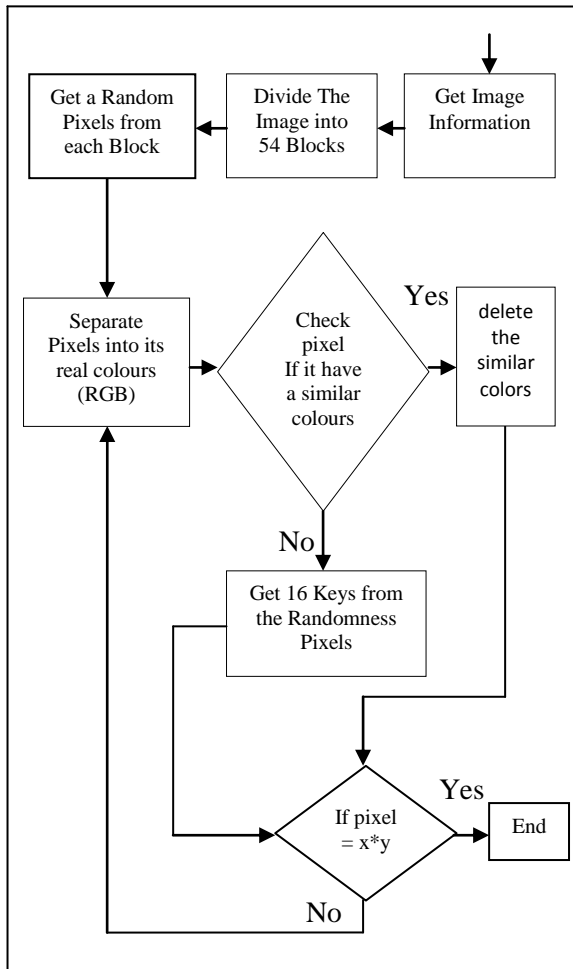 Get Image
Information
Divide The
Image into
54 Blocks
Get a Random
Pixels from
each Block
Separate
Pixels into its
real colours
(RGB)
Check
pixel
If it have
a similar
colours
Yes
delete
the
similar
colors
No
Get 16 Keys from
the Randomness
Pixels
If pixel
= x*y
Yes
End
No